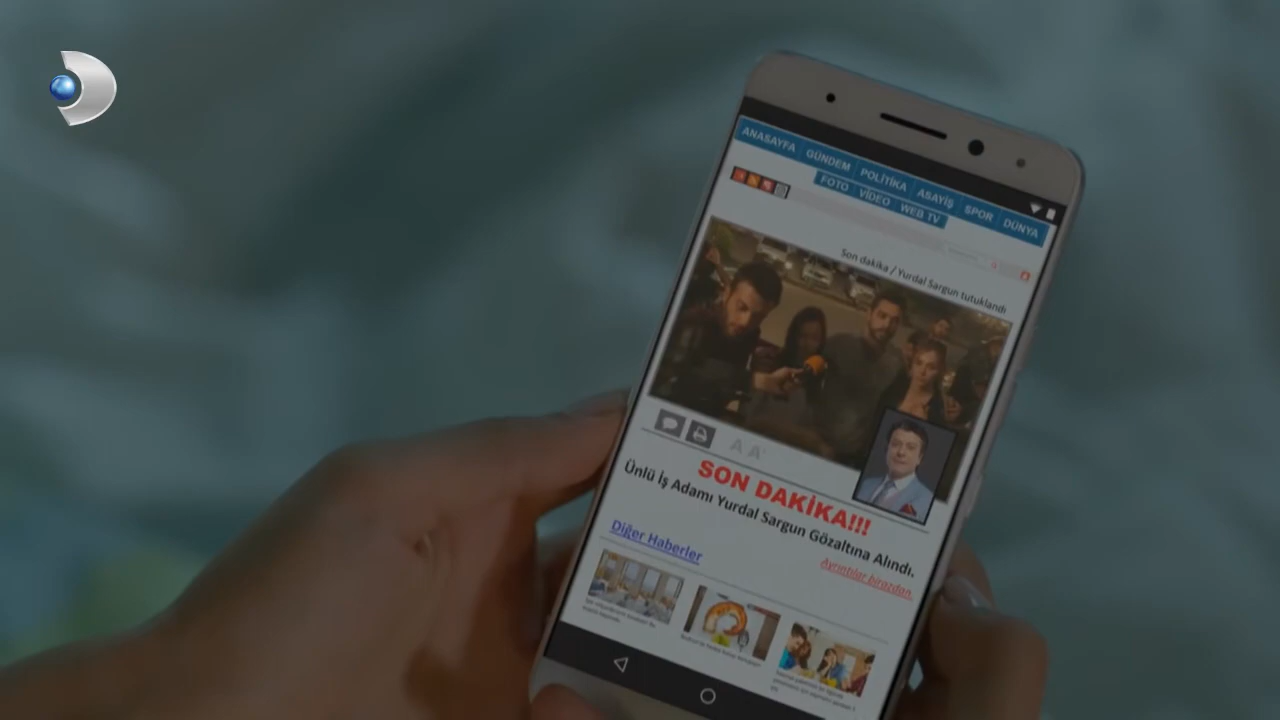 ANASAYFA GÜNDEM POLİTİKA ASAYİŞ SPOR DÜNYA
FOTO VİDEO WEB TV
Son dakika / Yurdal Sargun tutuklandı
A A
SON DAKİKA!!!
Ünlü İş Adamı Yurdal Sargun Gözaltına Alındı.
Ayrıntılar birazdan.
Diğer Haberler